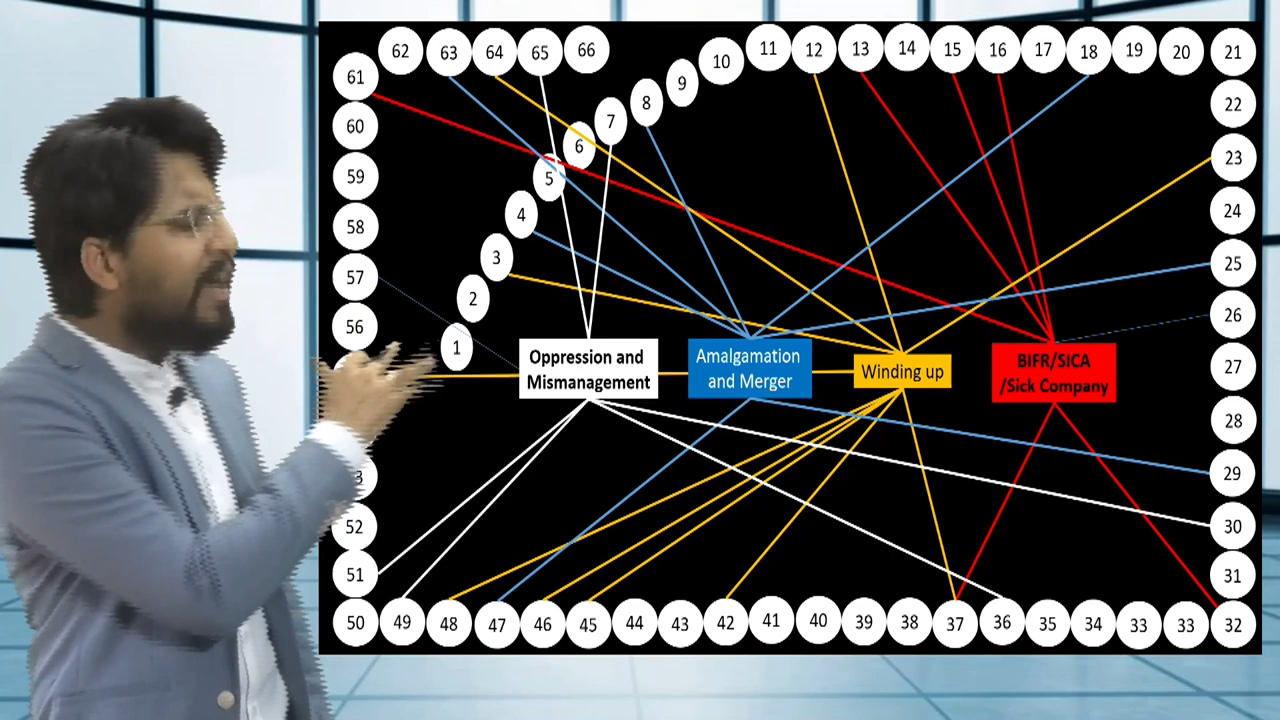 62 63 64 65 66
11 12 13 14 15 16 17 18 19 20 21
10
9
8
7
6
5
4
3
2
1
61
60
59
58
57
56
22
23
24
25
26
27
28
29
30
31
Oppression and
Mismanagement
Amalgamation
and Merger
Winding up
BIFR/SICA
/Sick Company
3
52
51
50 49 48 47 46 45 44 43 42 41 40 39 38 37 36 35 34 33 33 32